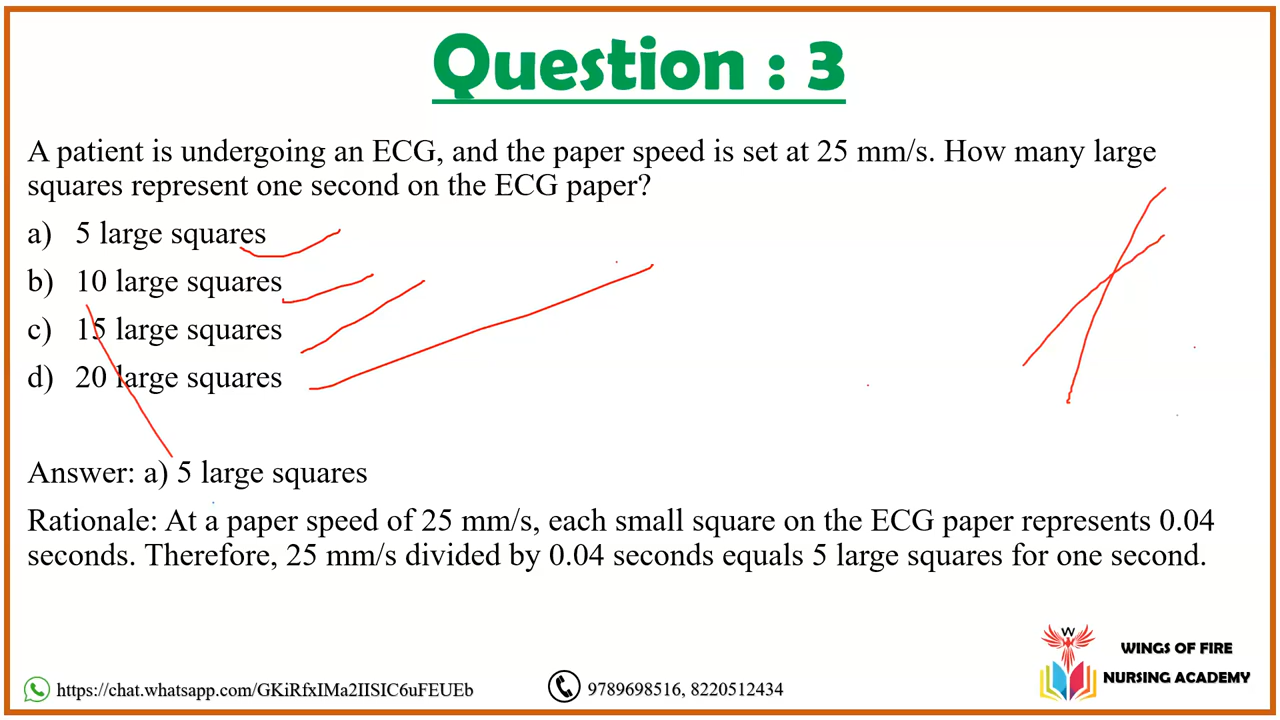 Question : 3
A patient is undergoing an ECG, and the paper speed is set at 25 mm/s. How many large
squares represent one second on the ECG paper?
a) 5 large squares
b) 10 large squares
c) 15 large squares
d) 20 large squares
Answer: a) 5 large squares
Rationale: At a paper speed of 25 mm/s, each small square on the ECG paper represents 0.04
seconds. Therefore, 25 mm/s divided by 0.04 seconds equals 5 large squares for one second.
W
WINGS OF FIRE
NURSING ACADEMY
https://chat.whatsapp.com/GKiRfxIMa2IISIC6uFEUEb
9789698516, 8220512434